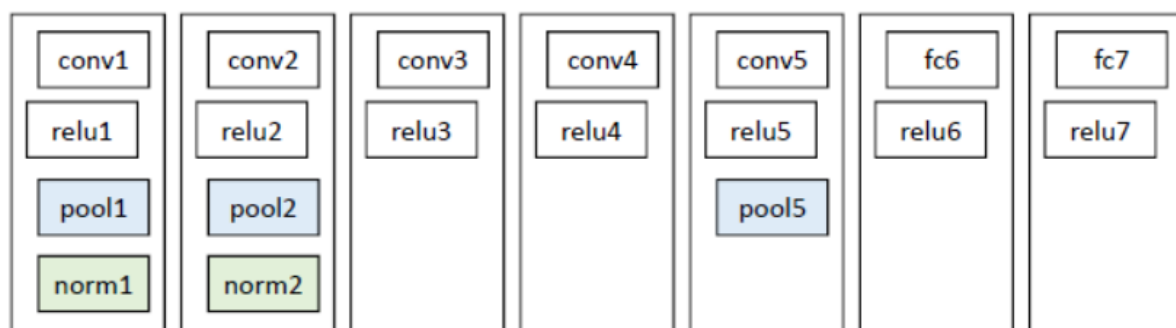 conv1 conv2 conv3 conv4 conv5 fc6 fc7
relu1 relu2 relu3 relu4 relu5 relu6 relu7
pool1 pool2 pool5
norm1 norm2